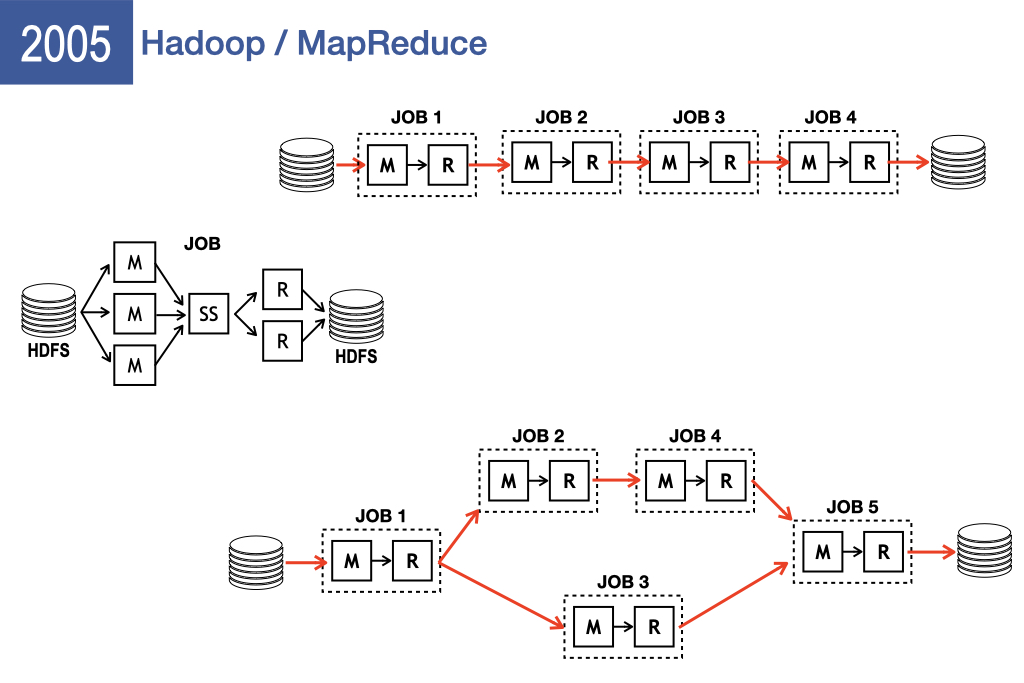 2005 Hadoop / MapReduce
JOB 1 JOB 2 JOB 3 JOB 4
M R M R M R M R
JOB
M
M
M
SS
R
R
HDFS HDFS
JOB 2 JOB 4
M R M R
JOB 1 JOB 5
M R M R
JOB 3
M R